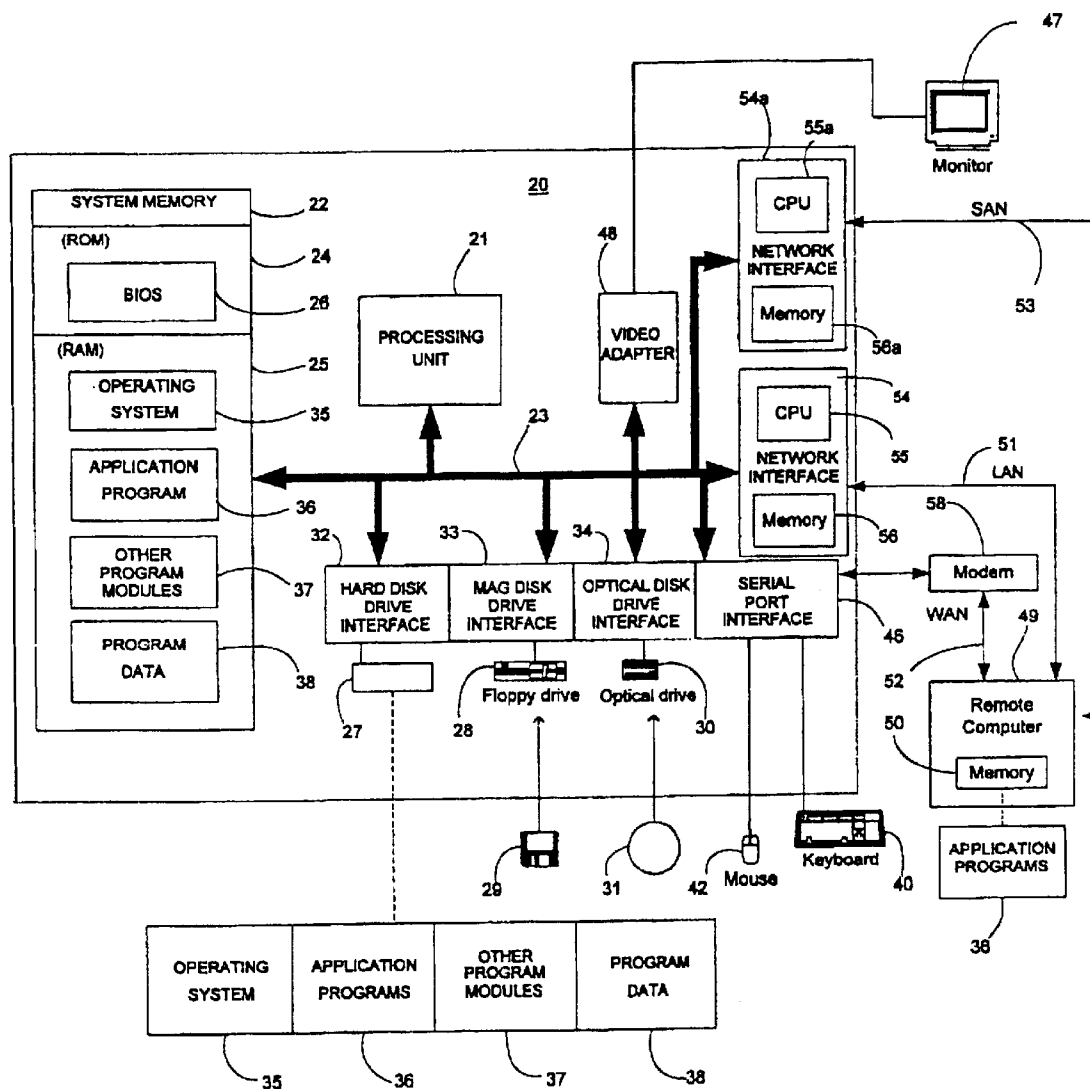 47
54a
55a
Monitor
20
SYSTEM MEMORY
22
CPU
SAN
(ROM)
24
21
48
NETWORK
INTERFACE
BIOS
26
53
PROCESSING
UNIT
VIDEO
ADAPTER
Memory
56a
(RAM)
25
OPERATING
SYSTEM
35
54
CPU
23
51
NETWORK
INTERFACE
55
LAN
APPLICATION
PROGRAM
36
Memory
56
58
32
33
34
Modem
OTHER
PROGRAM
MODULES
37
HARD DISK
DRIVE
INTERFACE
MAG DISK
DRIVE
INTERFACE
OPTICAL DISK
DRIVE
INTERFACE
SERIAL
PORT
INTERFACE
46
WAN
49
PROGRAM
DATA
38
27
28
Floppy drive
Optical drive
30
52
Remote
Computer
50
Memory
29
31
42
Mouse
Keyboard
40
APPLICATION
PROGRAMS
36
OPERATING
SYSTEM
APPLICATION
PROGRAMS
OTHER
PROGRAM
MODULES
PROGRAM
DATA
35
36
37
38